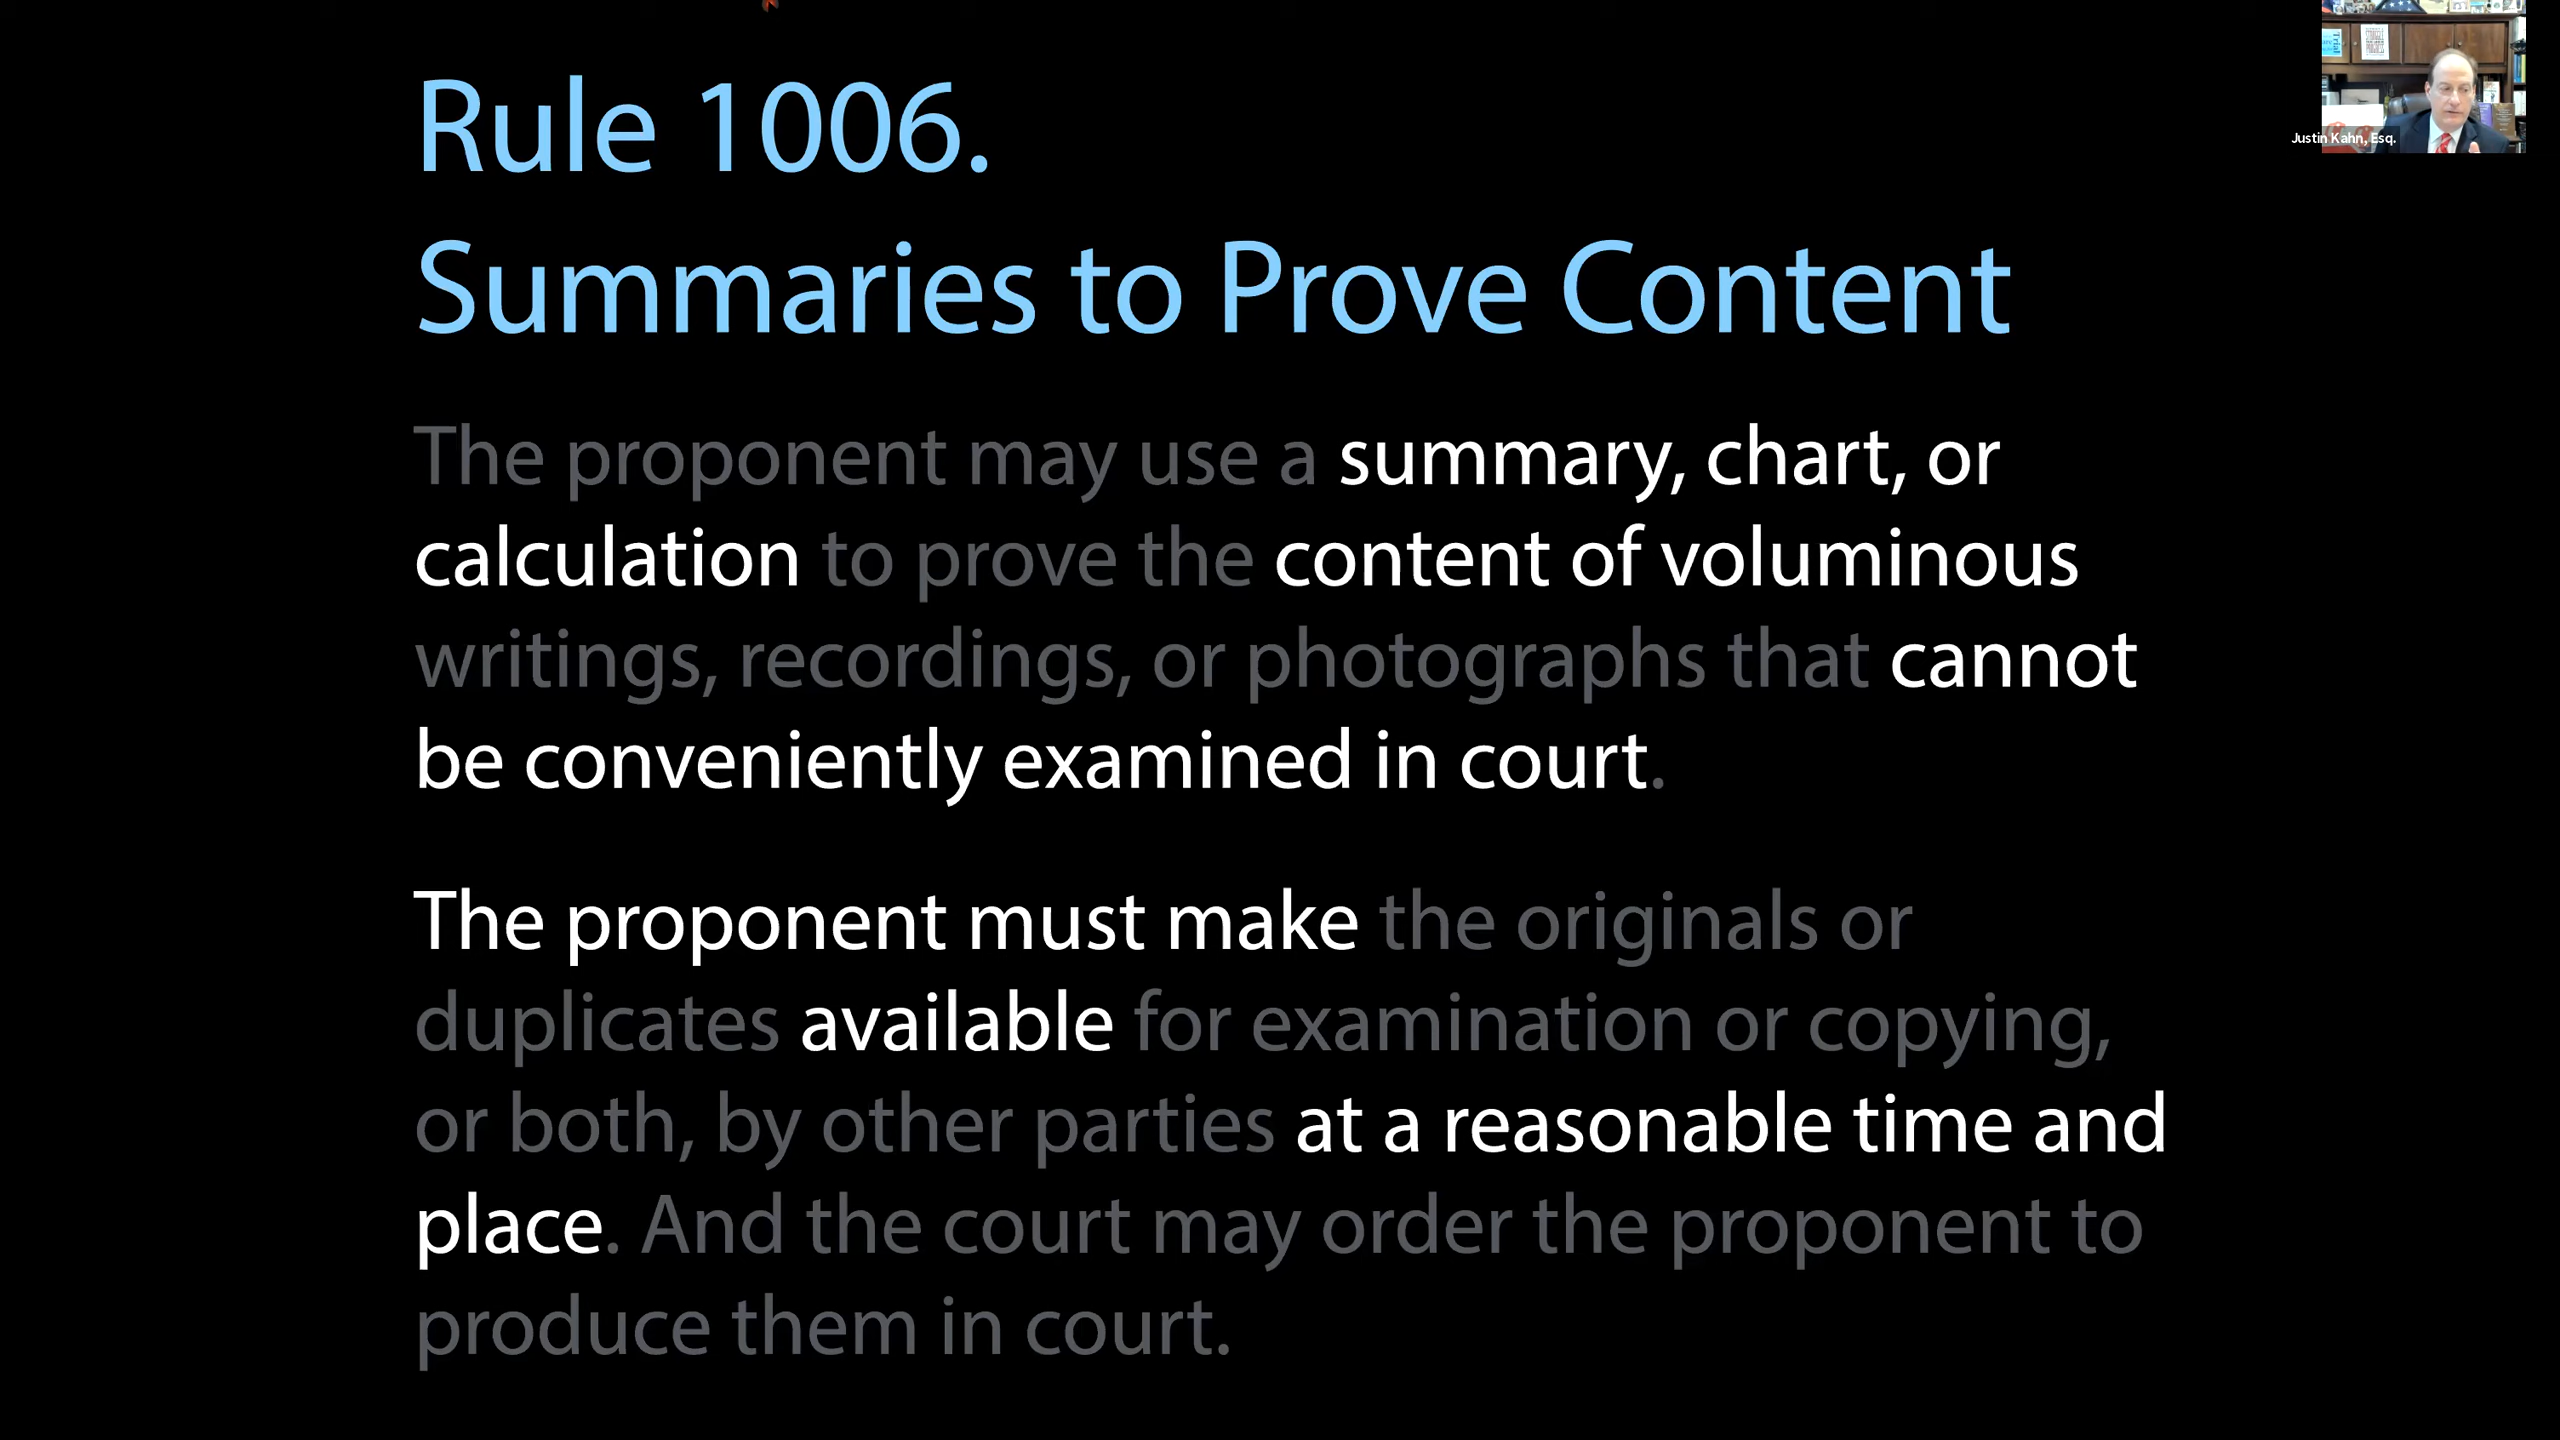 Rule 1006.
Summaries to Prove Content
The proponent may use a summary, chart, or
calculation to prove the content of voluminous
writings, recordings, or photographs that cannot
be conveniently examined in court.
The proponent must make the originals or
duplicates available for examination or copying,
or both, by other parties at a reasonable time and
place. And the court may order the proponent to
produce them in court.
Justin Kahn, Esq.
Trial